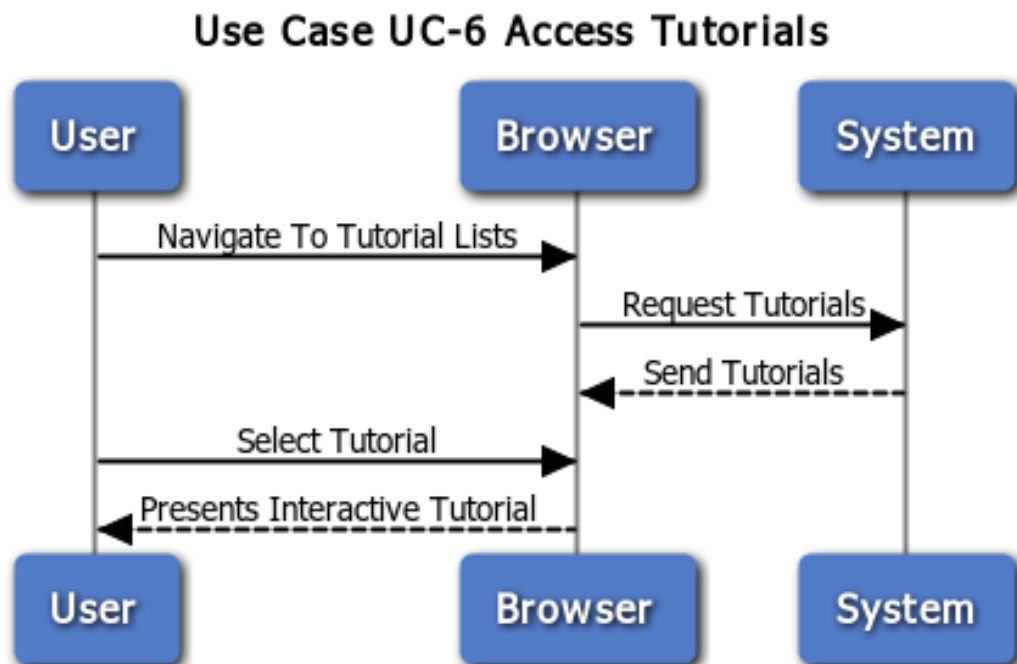 Use Case UC-6 Access Tutorials
User
Browser
System
Navigate To Tutorial Lists
Request Tutorials
Send Tutorials
Select Tutorial
Presents Interactive Tutorial
User
Browser
System